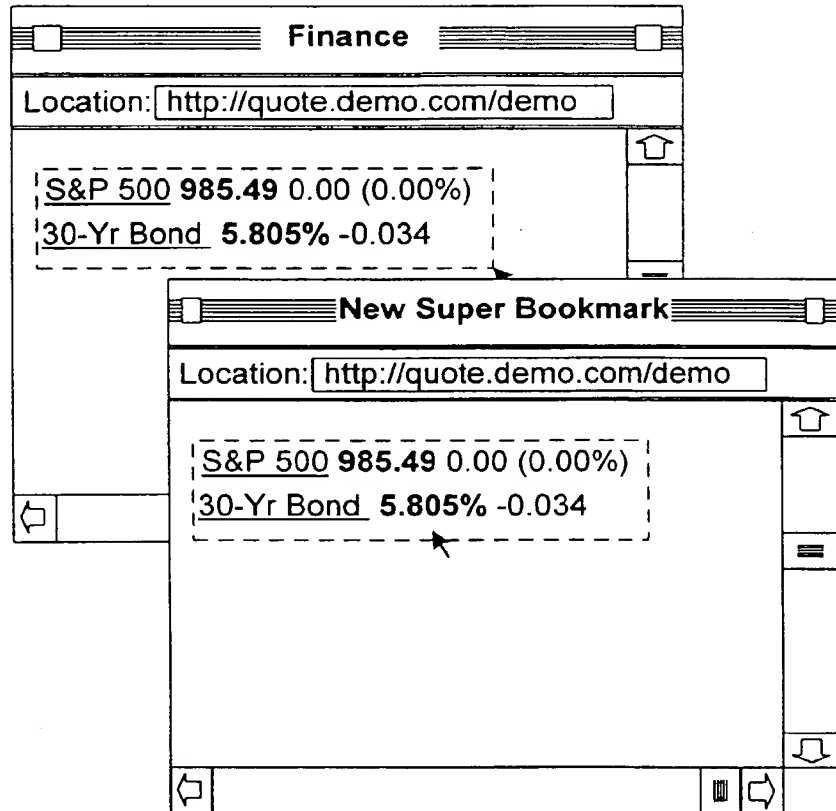 Finance
Location: http://quote.demo.com/demo
S&P 500 985.49 0.00 (0.00%)
30-Yr Bond 5.805% -0.034
New Super Bookmark
Location: http://quote.demo.com/demo
S&P 500 985.49 0.00 (0.00%)
30-Yr Bond 5.805% -0.034